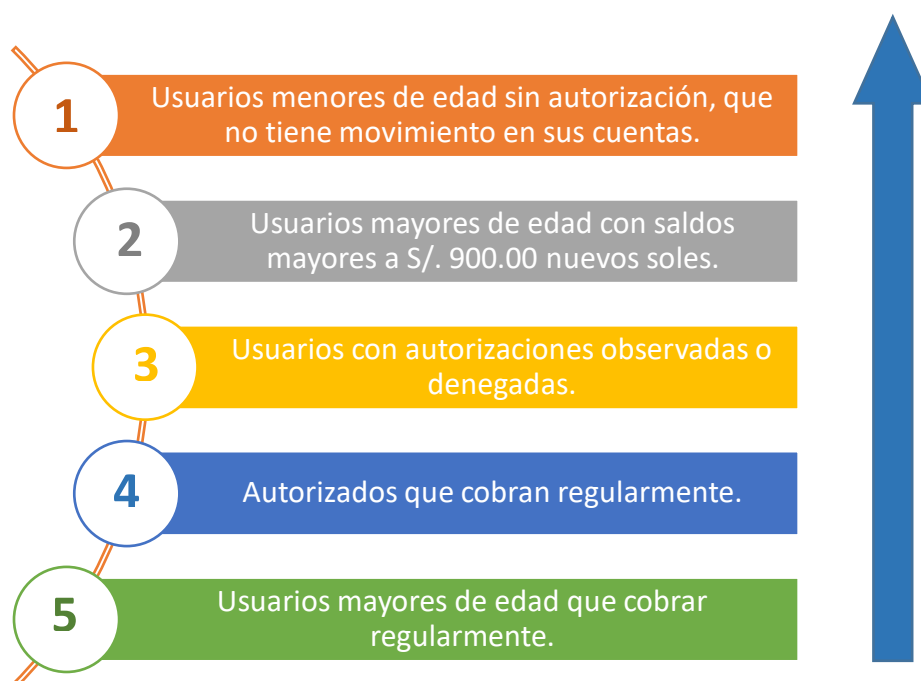 1
Usuarios menores de edad sin autorización, que
no tiene movimiento en sus cuentas.
2
Usuarios mayores de edad con saldos
mayores a S/. 900.00 nuevos soles.
3
Usuarios con autorizaciones observadas o
denegadas.
4
Autorizados que cobran regularmente.
5
Usuarios mayores de edad que cobrar
regularmente.